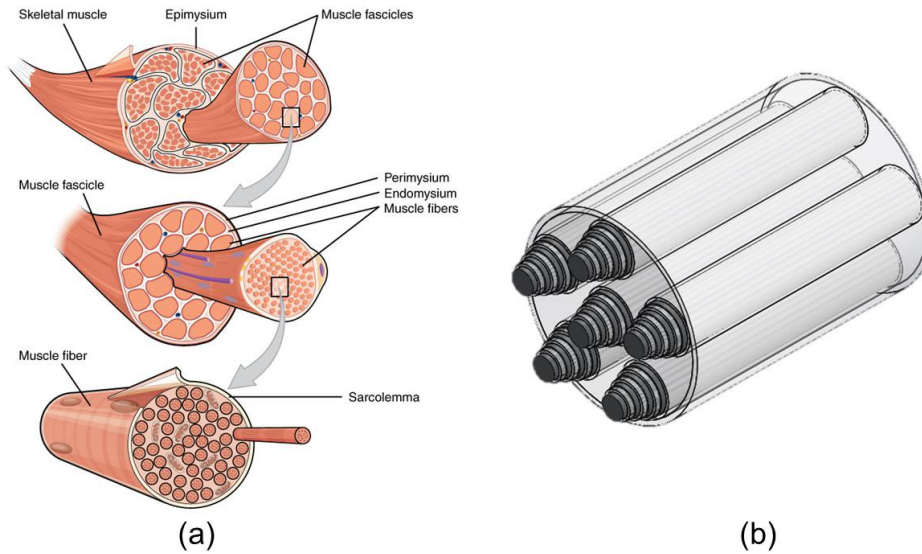 Skeletal muscle
Epimysium
Muscle fascicles
Muscle fascicle
Perimysium
Endomysium
Muscle fibers
Muscle fiber
Sarcolemma
(a)
(b)